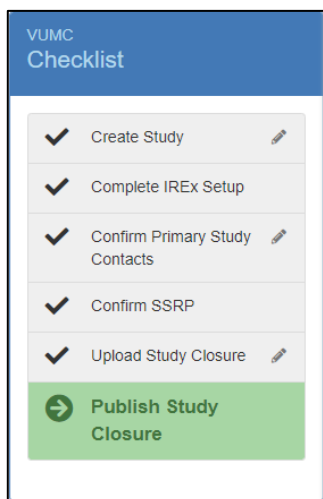 VUMC
Checklist
Create Study
Complete IREx Setup
Confirm Primary Study
Contacts
Confirm SSRP
Upload Study Closure
Publish Study
Closure